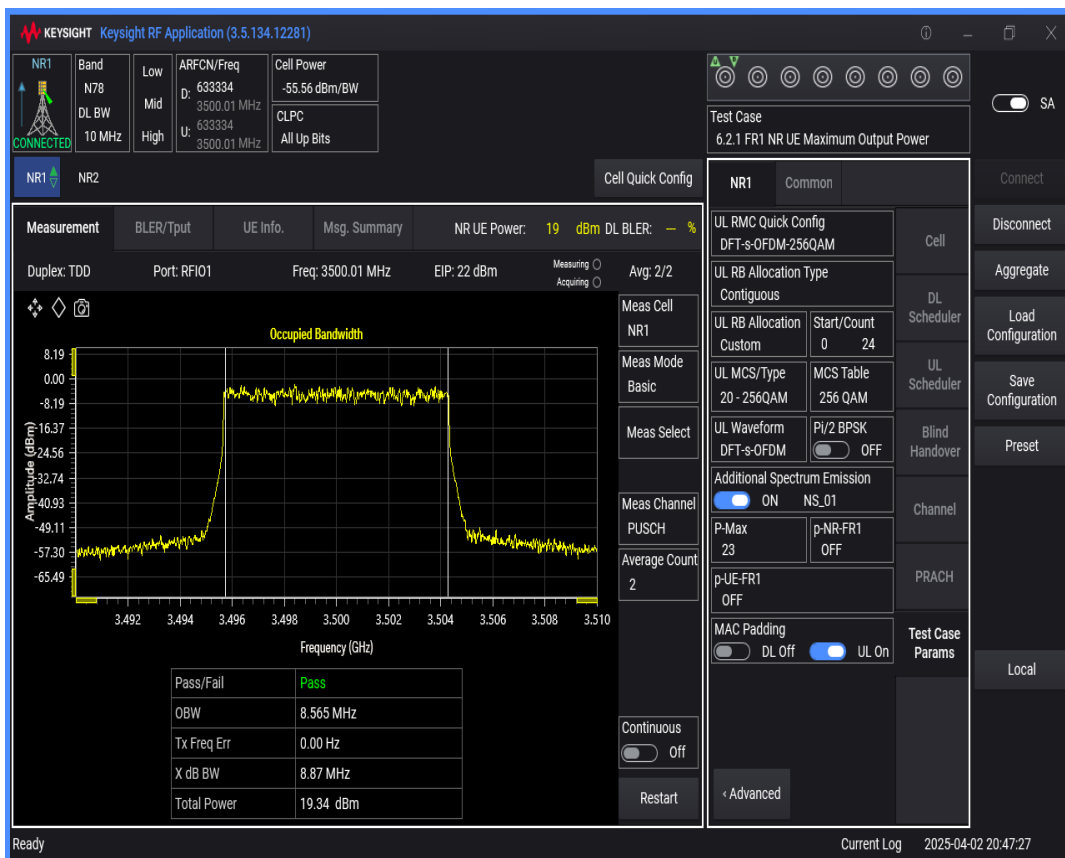 KEYSIGHT Keysight RF Application (3.5.134.12281)
NR1
CONNECTED
Band
N78
DL BW
10 MHz
Low
Mid
High
ARFCN/Freq
D: 633334
3500.01 MHz
U: 633334
3500.01 MHz
Cell Power
-55.56 dBm/BW
CLPC
All Up Bits
Test Case
6.2.1 FR1 NR UE Maximum Output Power
SA
NR1 NR2 Cell Quick Config
Measurement BLER/Tput UE Info. Msg. Summary NR UE Power: 19 dBm DL BLER: — %
Duplex: TDD Port: RFIO1 Freq: 3500.01 MHz EIP: 22 dBm Measuring Acquiring Avg: 2/2
Occupied Bandwidth
8.19
0.00
-8.19
-16.37
-24.56
-32.74
-40.93
-49.11
-57.30
-65.49
Amplitude (dBm)
3.492 3.494 3.496 3.498 3.500 3.502 3.504 3.506 3.508 3.510
Frequency (GHz)
Pass/Fail Pass
OBW 8.565 MHz
Tx Freq Err 0.00 Hz
X dB BW 8.87 MHz
Total Power 19.34 dBm
Meas Cell
NR1
Meas Mode
Basic
Meas Select
Meas Channel
PUSCH
Average Count
2
Continuous
Off
Restart
NR1 Common
UL RMC Quick Config
DFT-s-OFDM-256QAM
UL RB Allocation Type
Contiguous
UL RB Allocation Start/Count
Custom 0 24
UL MCS/Type MCS Table
20 - 256QAM 256 QAM
UL Waveform Pi/2 BPSK
DFT-s-OFDM OFF
Additional Spectrum Emission
ON NS_01
P-Max p-NR-FR1
23 OFF
p-UE-FR1
OFF
MAC Padding
DL Off UL On
‹ Advanced
Cell
DL
Scheduler
UL
Scheduler
Blind
Handover
Channel
PRACH
Test Case
Params
Connect
Disconnect
Aggregate
Load
Configuration
Save
Configuration
Preset
Local
Ready Current Log 2025-04-02 20:47:27